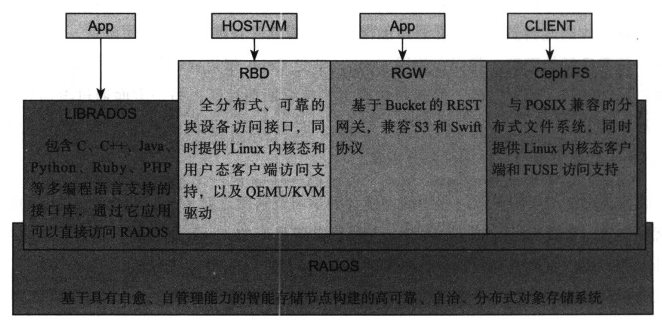 App
HOST/VM
App
CLIENT
RBD
全分布式、可靠的
块设备访问接口，同
时提供 Linux 内核态和
用户态客户端访问支
持，以及 QEMU/KVM
驱动
RGW
基于 Bucket 的 REST
网关，兼容 S3 和 Swift
协议
Ceph FS
与 POSIX 兼容的分
布式文件系统，同时
提供 Linux 内核态客户
端和 FUSE 访问支持
LIBRADOS
包含 C、C++、Java、
Python、Ruby、PHP
等多编程语言支持的
接口库，通过它应用
可以直接访问 RADOS
RADOS
基于具有自愈、自管理能力的智能存储节点构建的高可靠、自治、分布式对象存储系统